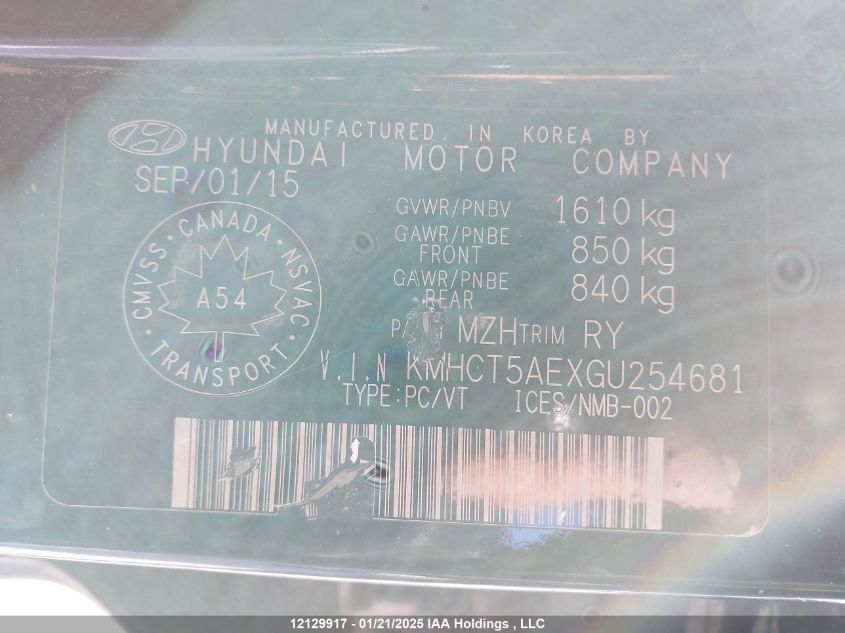 MANUFACTURED IN KOREA BY
HYUNDAI MOTOR COMPANY
SEP/01/15
GVWR/PNBV 1610 kg
GAWR/PNBE FRONT 850 kg
GAWR/PNBE REAR 840 kg
CMVSS · CANADA · NSVAC
A54
TRANSPORT
MZH TRIM RY
V.I.N KMHCT5AEXGU254681
TYPE:PC/VT ICES/NMB-002
12129917 - 01/21/2025 IAA Holdings , LLC